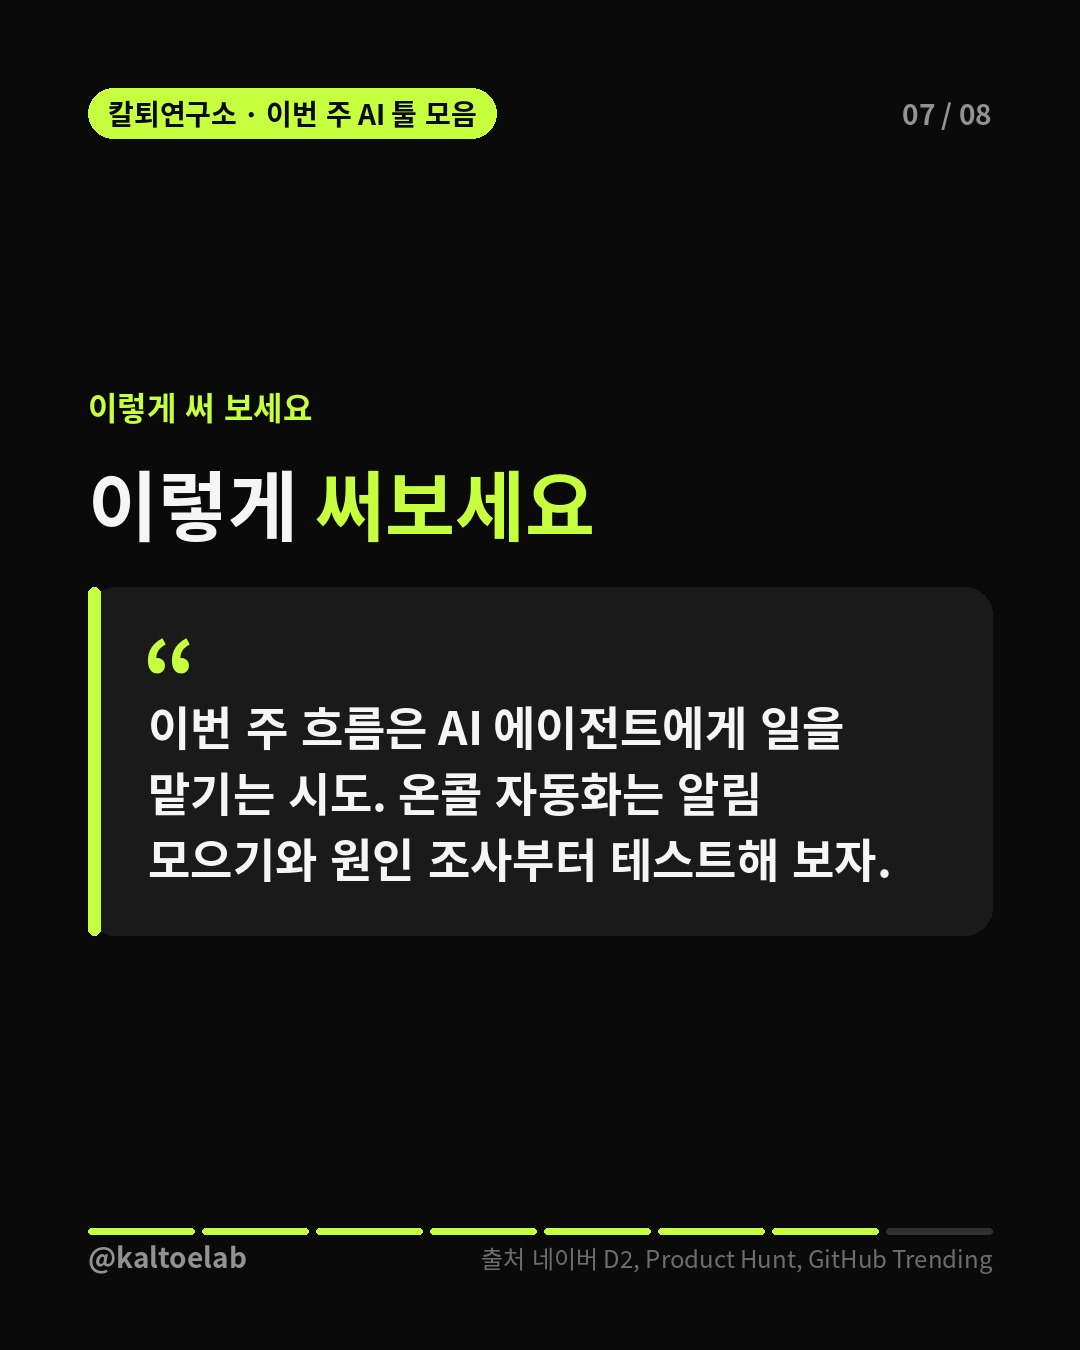 칼퇴연구소 · 이번 주 AI 툴 모음
07 / 08
이렇게 써 보세요
이렇게 써보세요
“
이번 주 흐름은 AI 에이전트에게 일을
맡기는 시도. 온콜 자동화는 알림
모으기와 원인 조사부터 테스트해 보자.
@kaltoelab
출처 네이버 D2, Product Hunt, GitHub Trending